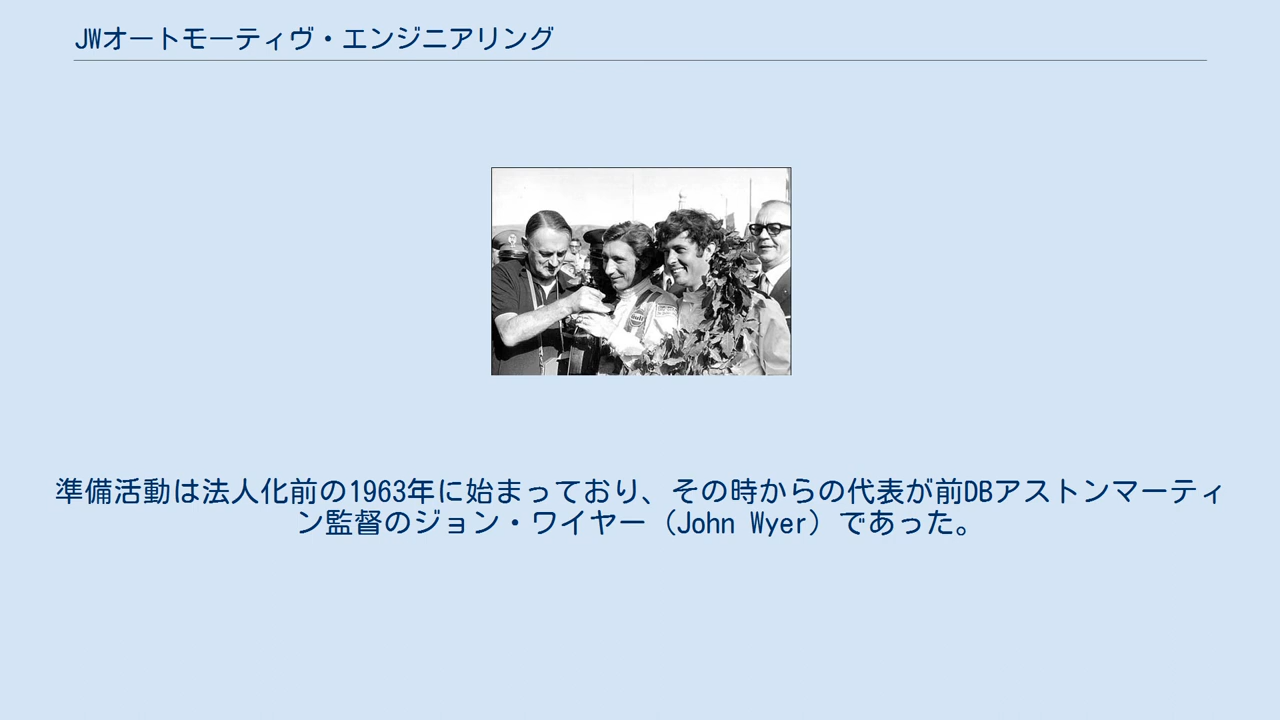 JWオートモーティヴ・エンジニアリング
準備活動は法人化前の1963年に始まっており、その時からの代表が前DBアストンマーティ
ン監督のジョン・ワイヤー（John Wyer）であった。